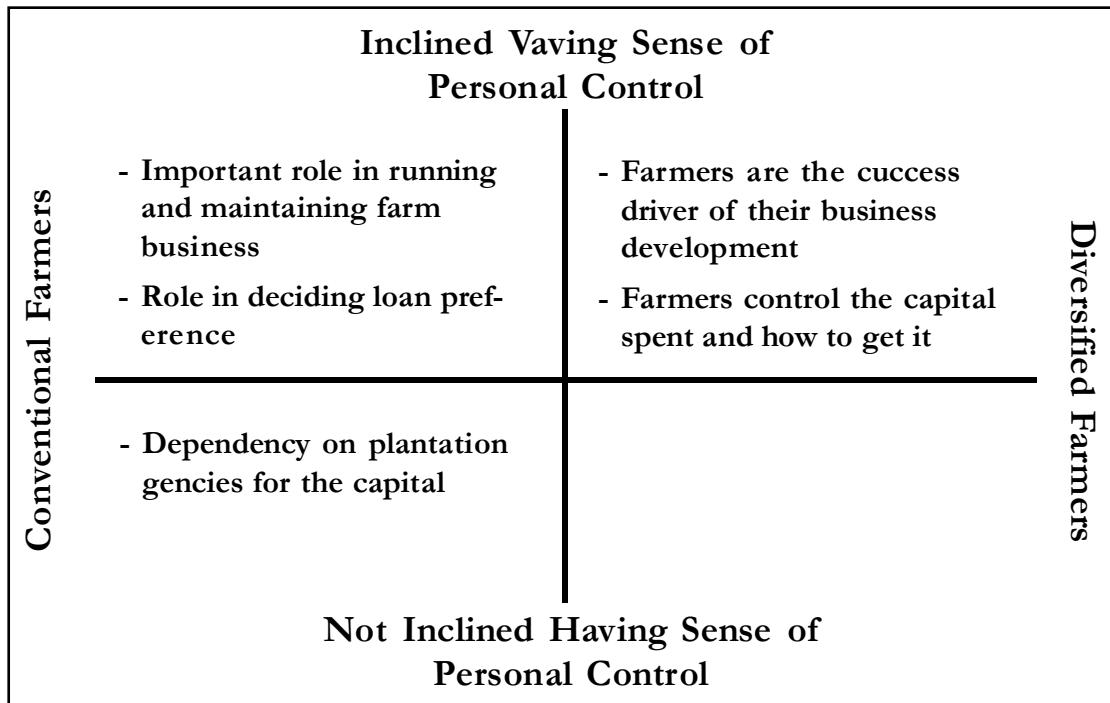 Inclined Vaving Sense of
Personal Control
Conventional Farmers
- Important role in running
and maintaining farm
business
- Role in deciding loan pref-
erence
- Farmers are the cuccess
driver of their business
development
- Farmers control the capital
spent and how to get it
Diversified Farmers
- Dependency on plantation
gencies for the capital
Not Inclined Having Sense of
Personal Control